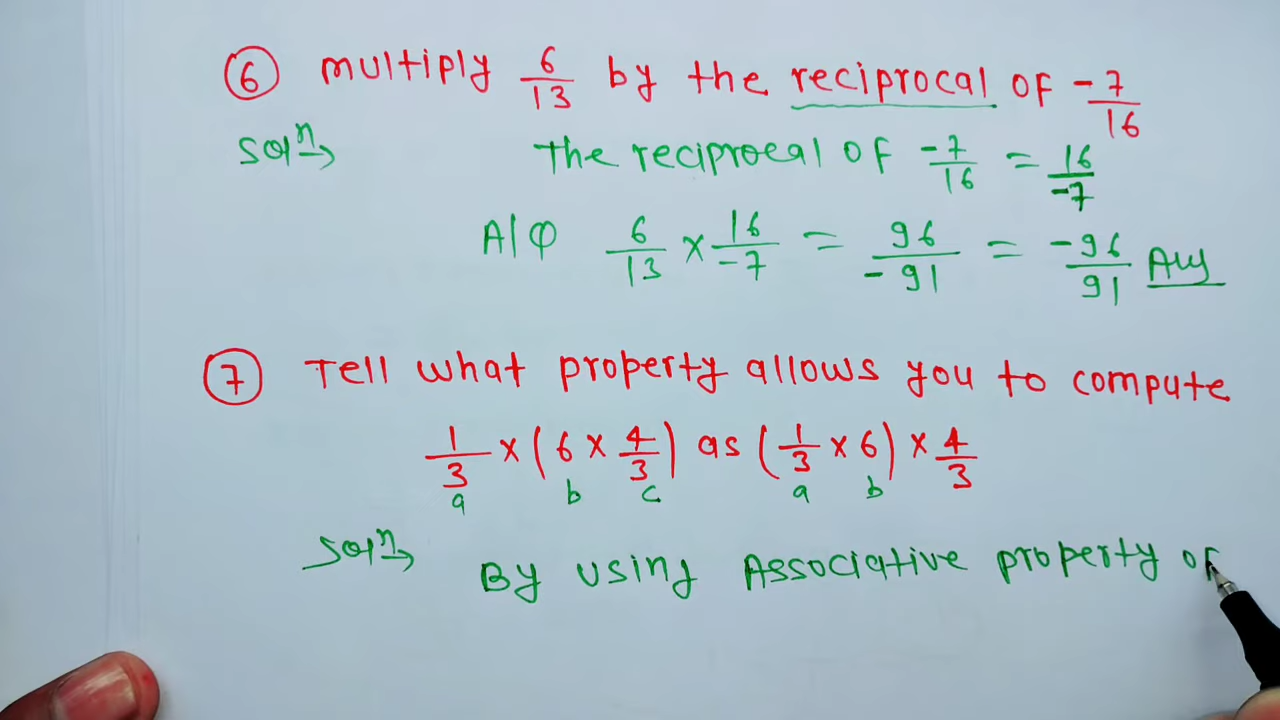 ⑥ Multiply 6/13 by the reciprocal of -7/16
Solⁿ→ The reciprocal of -7/16 = 16/-7
A/Q 6/13 × 16/-7 = 96/-91 = -96/91 Ans
⑦ Tell what property allows you to compute
1/3 × (6 × 4/3) as (1/3 × 6) × 4/3
a b c a b
Solⁿ→ By using Associative property of